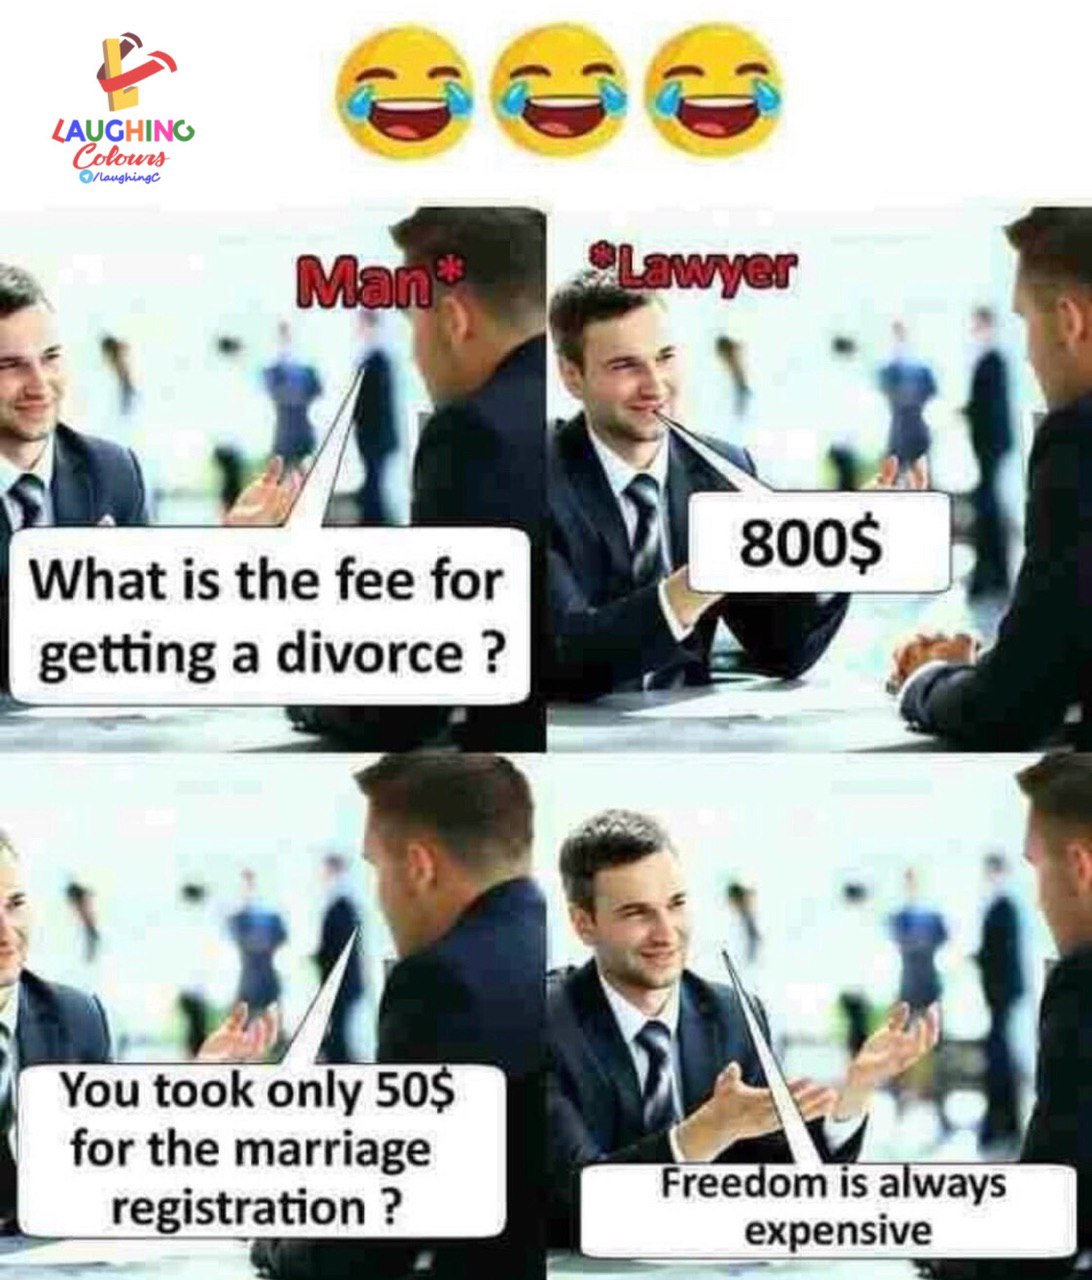 LAUGHING
Colours
/laughingC
Man*
*Lawyer
What is the fee for
getting a divorce ?
800$
You took only 50$
for the marriage
registration ?
Freedom is always
expensive